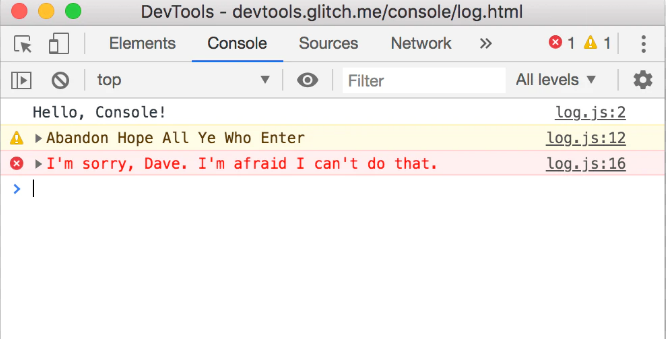 DevTools - devtools.glitch.me/console/log.html
Elements Console Sources Network » 1 1
top Filter All levels
Hello, Console! log.js:2
Abandon Hope All Ye Who Enter log.js:12
I'm sorry, Dave. I'm afraid I can't do that. log.js:16
>